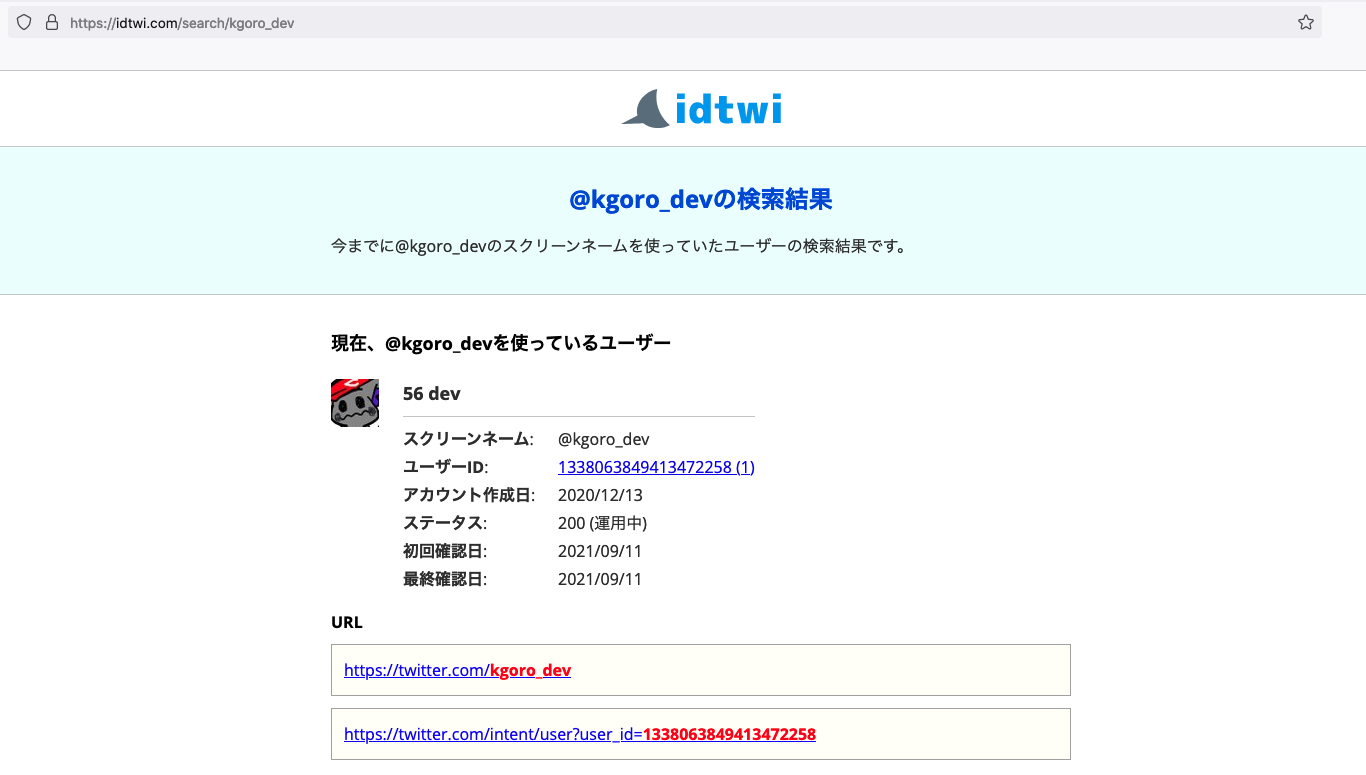 https://idtwi.com/search/kgoro_dev
idtwi
@kgoro_devの検索結果
今までに@kgoro_devのスクリーンネームを使っていたユーザーの検索結果です。
現在、@kgoro_devを使っているユーザー
56 dev
スクリーンネーム: @kgoro_dev
ユーザーID: 1338063849413472258 (1)
アカウント作成日: 2020/12/13
ステータス: 200 (運用中)
初回確認日: 2021/09/11
最終確認日: 2021/09/11
URL
https://twitter.com/kgoro_dev
https://twitter.com/intent/user?user_id=1338063849413472258